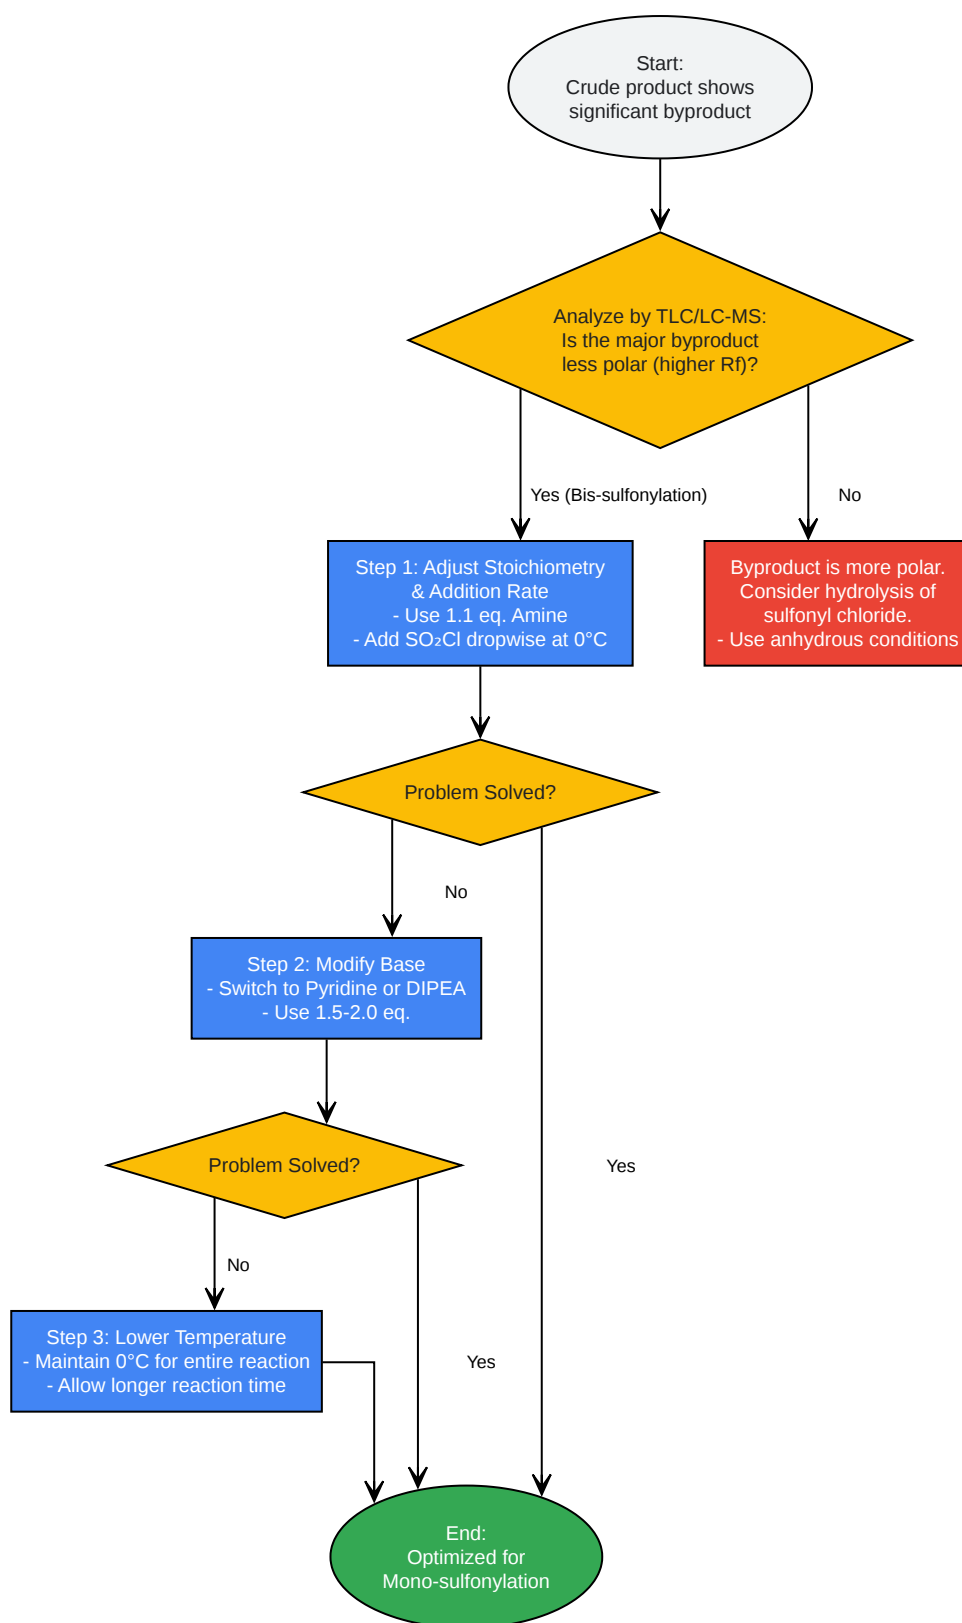 Start:
Crude product shows
significant byproduct
Analyze by TLC/LC-MS:
Is the major byproduct
less polar (higher Rf)?
Yes (Bis-sulfonylation)
No
Step 1: Adjust Stoichiometry
& Addition Rate
- Use 1.1 eq. Amine
- Add SO₂Cl dropwise at 0°C
Byproduct is more polar.
Consider hydrolysis of
sulfonyl chloride.
- Use anhydrous conditions
Problem Solved?
No
Step 2: Modify Base
- Switch to Pyridine or DIPEA
- Use 1.5-2.0 eq.
Problem Solved?
Yes
No
Step 3: Lower Temperature
- Maintain 0°C for entire reaction
- Allow longer reaction time
Yes
End:
Optimized for
Mono-sulfonylation